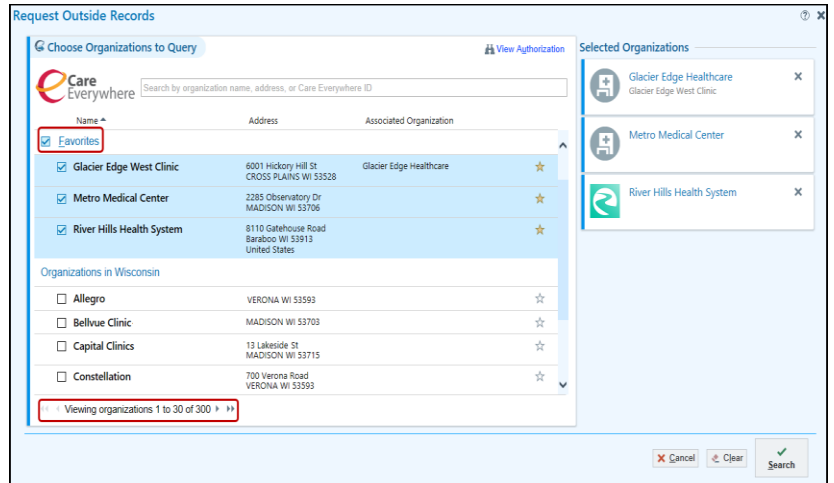 Request Outside Records
Choose Organizations to Query
View Authorization
Care
Everywhere
Search by organization name, address, or Care Everywhere ID
Name Address Associated Organization
Favorites
Glacier Edge West Clinic 6001 Hickory Hill St Glacier Edge Healthcare
CROSS PLAINS WI 53528
Metro Medical Center 2285 Observatory Dr
MADISON WI 53706
River Hills Health System 8110 Gatehouse Road
Baraboo WI 53913
United States
Organizations in Wisconsin
Allegro VERONA WI 53593
Bellvue Clinic MADISON WI 53703
Capital Clinics 13 Lakeside St
MADISON WI 53715
Constellation 700 Verona Road
VERONA WI 53593
Viewing organizations 1 to 30 of 300
Selected Organizations
Glacier Edge Healthcare
Glacier Edge West Clinic
Metro Medical Center
River Hills Health System
Cancel Clear Search